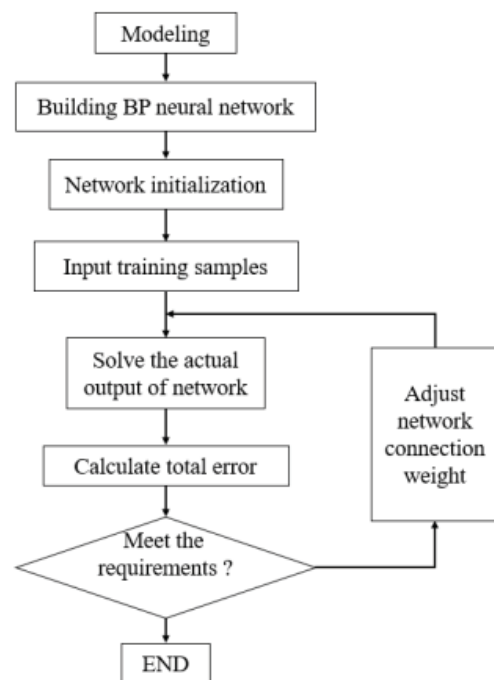 Modeling
Building BP neural network
Network initialization
Input training samples
Solve the actual
output of network
Adjust
network
connection
weight
Calculate total error
Meet the
requirements ?
END